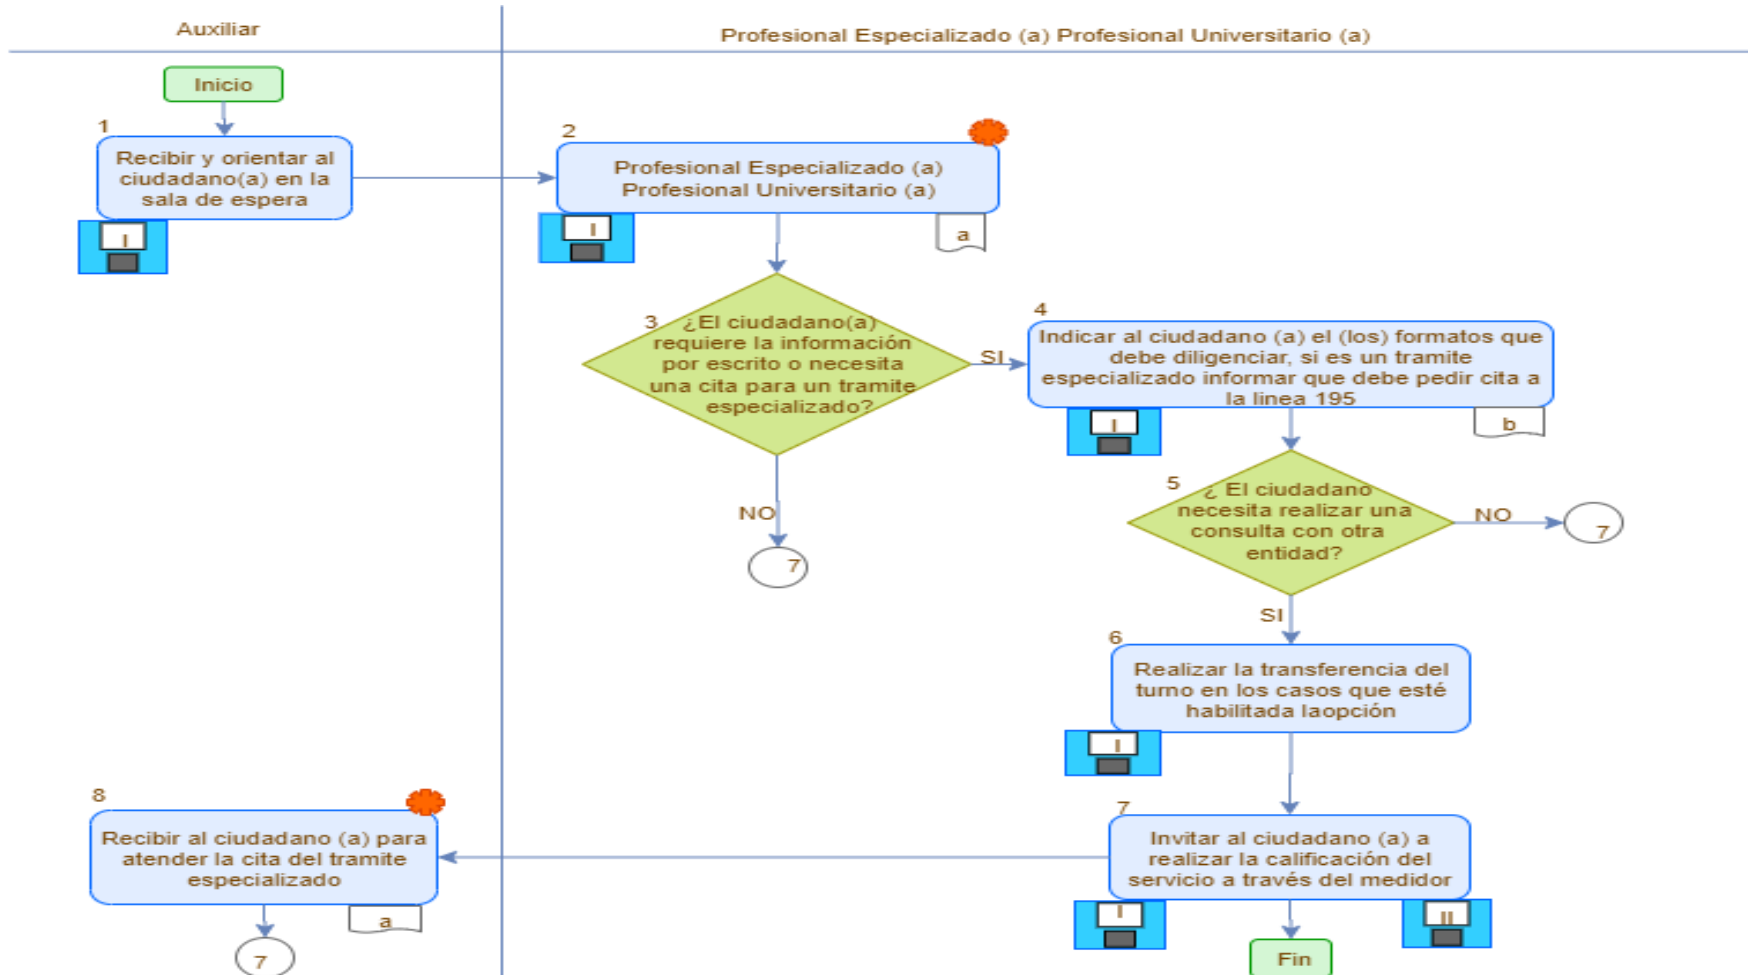 Auxiliar
Profesional Especializado (a) Profesional Universitario (a)
Inicio
1
Recibir y orientar al
ciudadano(a) en la
sala de espera
I
2
Profesional Especializado (a)
Profesional Universitario (a)
I
a
3
¿El ciudadano(a)
requiere la información
por escrito o necesita
una cita para un tramite
especializado?
SI
NO
7
4
Indicar al ciudadano (a) el (los) formatos que
debe diligenciar, si es un tramite
especializado informar que debe pedir cita a
la linea 195
I
b
5
¿ El ciudadano
necesita realizar una
consulta con otra
entidad?
NO
7
SI
6
Realizar la transferencia del
turno en los casos que esté
habilitada laopción
I
7
Invitar al ciudadano (a) a
realizar la calificación del
servicio a través del medidor
I
II
Fin
8
Recibir al ciudadano (a) para
atender la cita del tramite
especializado
a
7